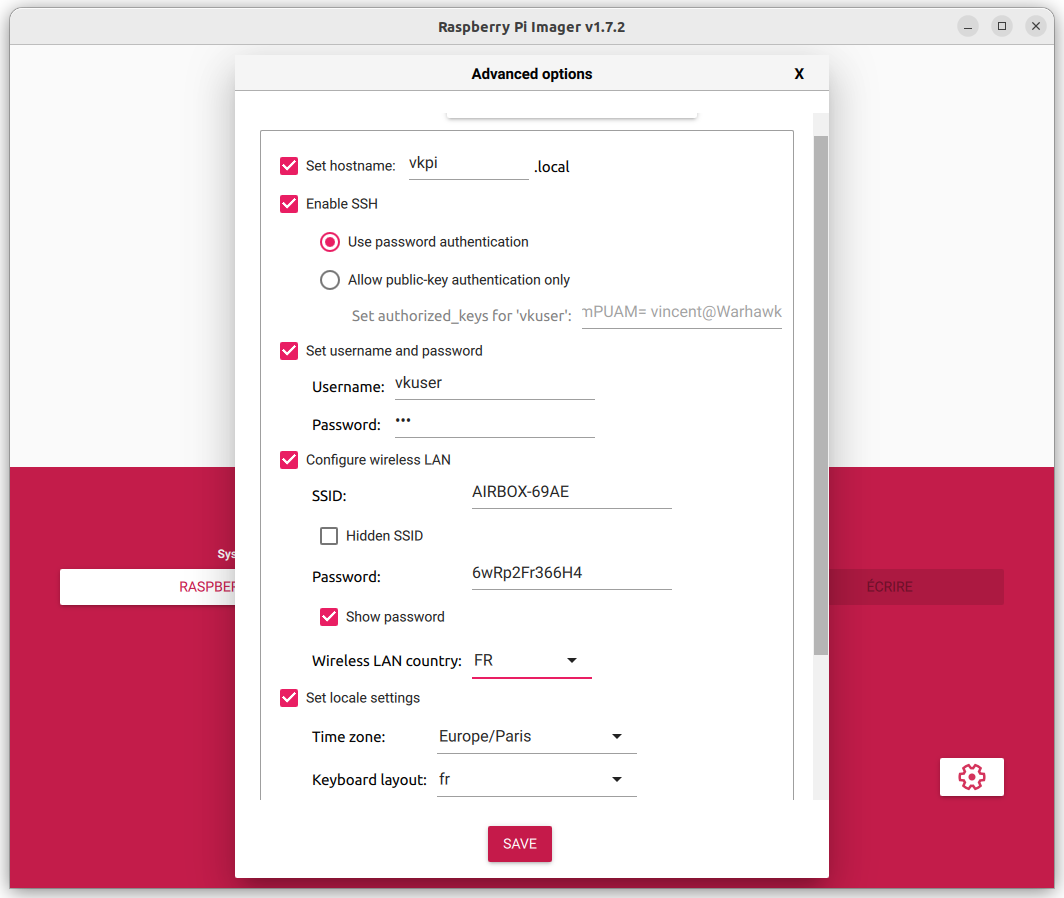 Raspberry Pi Imager v1.7.2
Advanced options X
Set hostname: vkpi .local
Enable SSH
Use password authentication
Allow public-key authentication only
Set authorized_keys for 'vkuser': mPUAM= vincent@Warhawk
Set username and password
Username: vkuser
Password: •••
Configure wireless LAN
SSID: AIRBOX-69AE
Hidden SSID
Password: 6wRp2Fr366H4
Show password
Wireless LAN country: FR
Set locale settings
Time zone: Europe/Paris
Keyboard layout: fr
SAVE
Sys
RASPBER
ÉCRIRE